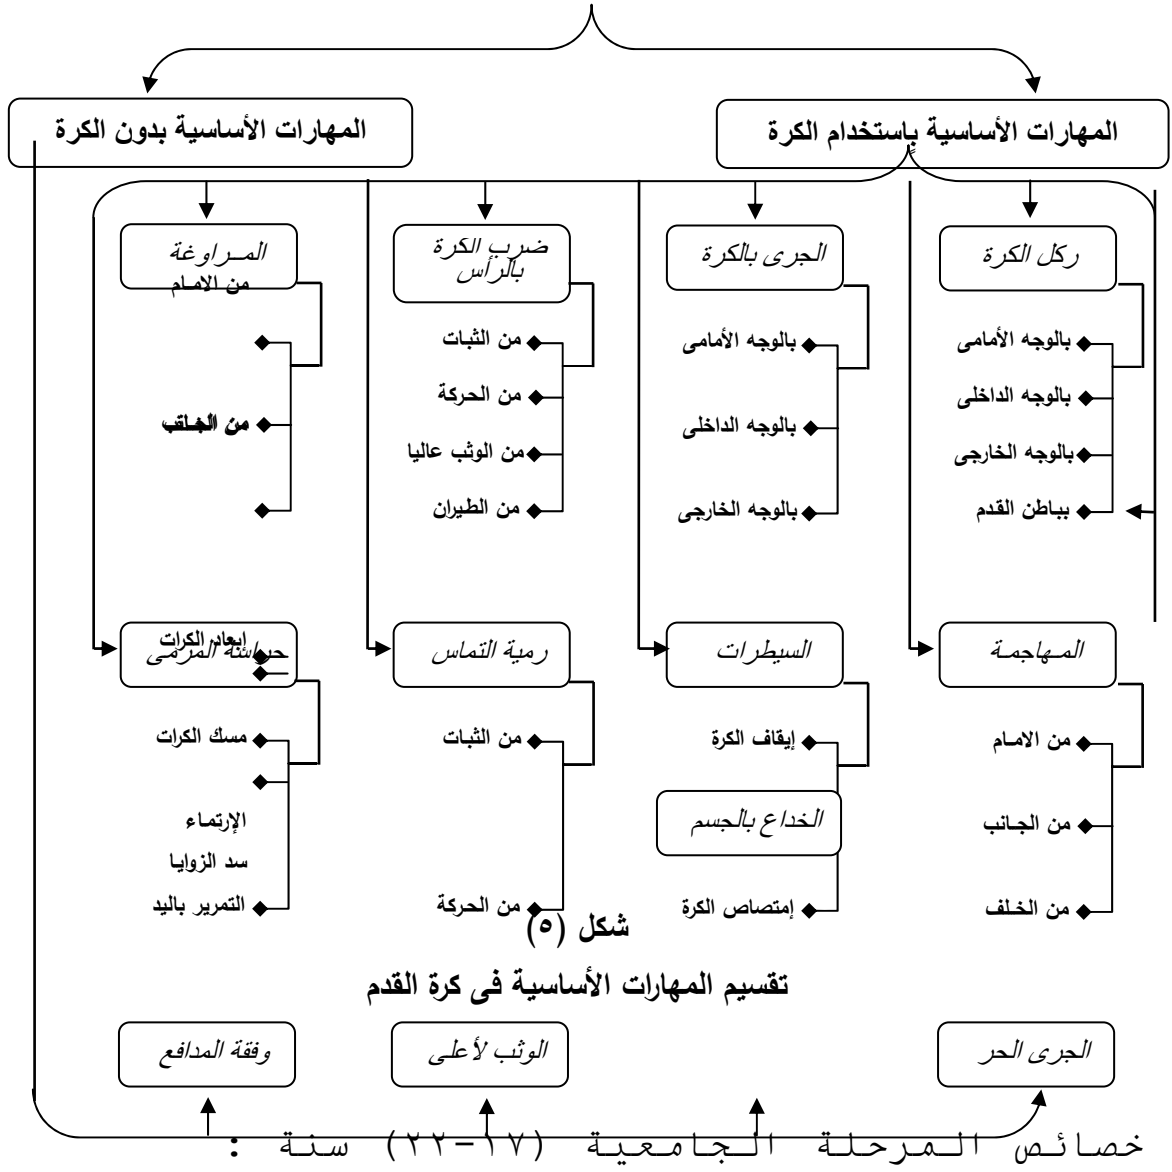 المهارات الأساسية بإستخدام الكرة
المهارات الأساسية بدون الكرة
ركل الكرة
بالوجه الأمامى
بالوجه الداخلى
بالوجه الخارجى
بباطن القدم
الجرى بالكرة
بالوجه الأمامى
بالوجه الداخلى
بالوجه الخارجى
ضرب الكرة
بالرأس
من الثبات
من الحركة
من الوثب عاليا
من الطيران
المراوغة
من الامام
المهاجمة
من الامام
من الجانب
من الخلف
السيطرات
إيقاف الكرة
الخداع بالجسم
إمتصاص الكرة
رمية التماس
من الثبات
من الحركة
حراسة المرمى
إبعاد الكرات
مسك الكرات
الإرتماء
سد الزوايا
التمرير باليد
شكل (٥)
تقسيم المهارات الأساسية فى كرة القدم
الجرى الحر
الوثب لأعلى
وفقة المدافع
خصائص المرحلة الجامعية (١٧-٢٢) سنة :